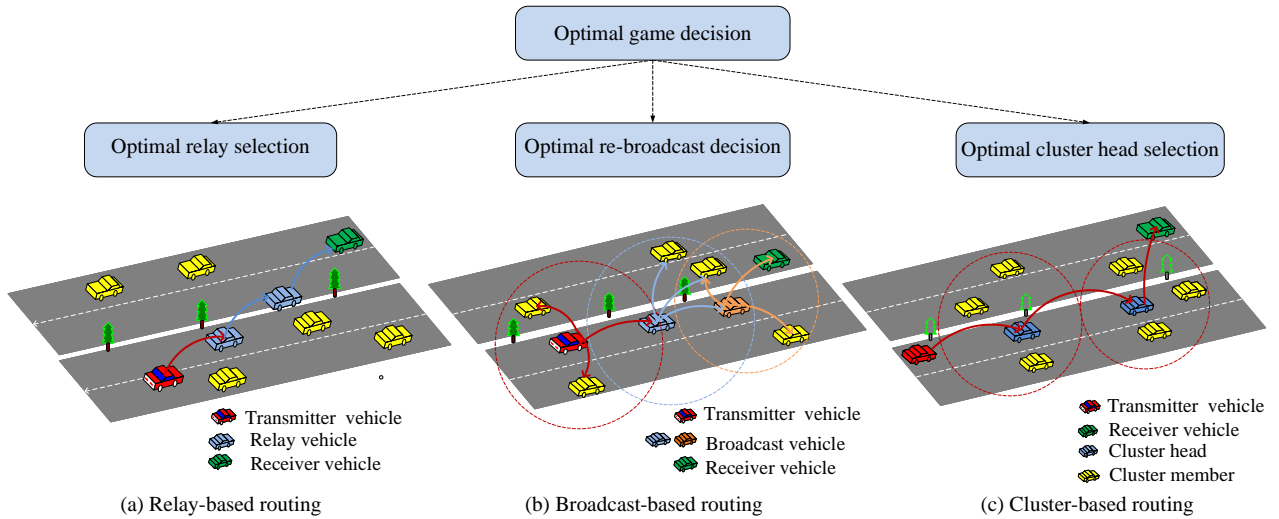 Optimal game decision
Optimal relay selection
Optimal re-broadcast decision
Optimal cluster head selection
Transmitter vehicle
Relay vehicle
Receiver vehicle
Transmitter vehicle
Broadcast vehicle
Receiver vehicle
Transmitter vehicle
Receiver vehicle
Cluster head
Cluster member
(a) Relay-based routing
(b) Broadcast-based routing
(c) Cluster-based routing